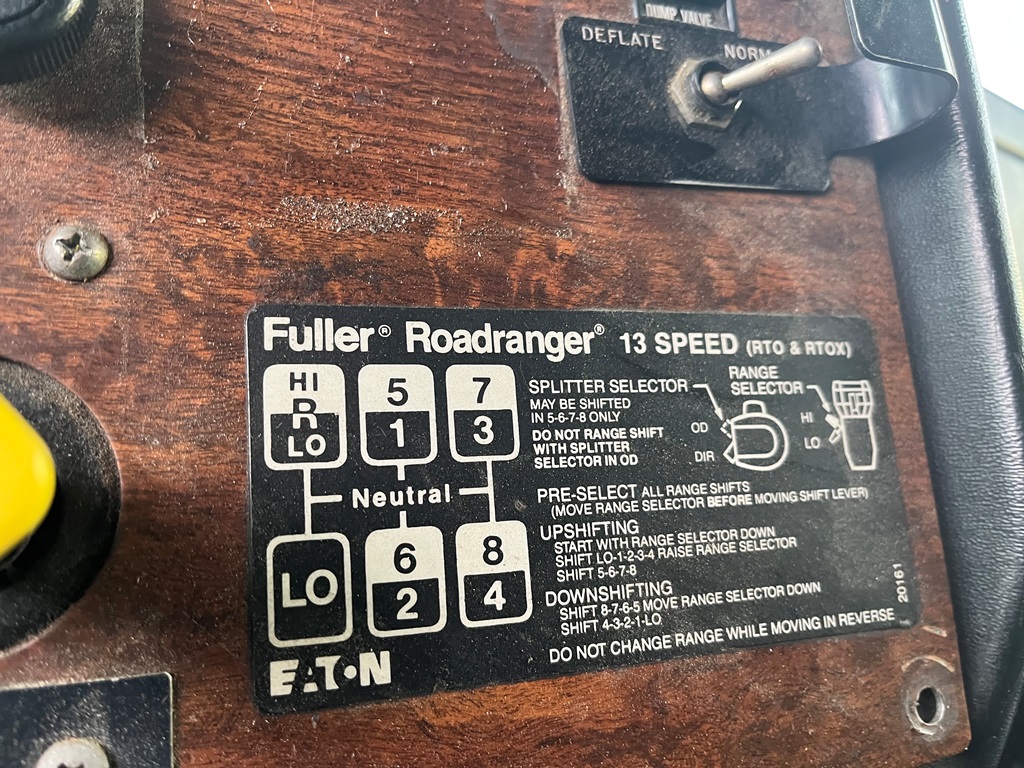 DUMP VALVE
DEFLATE
Fuller® Roadranger® 13 SPEED (RTO & RTOX)
HI
R
LO
5
1
7
3
Neutral
LO
6
2
8
4
EATON
SPLITTER SELECTOR
MAY BE SHIFTED
IN 5-6-7-8 ONLY
DO NOT RANGE SHIFT
WITH SPLITTER
SELECTOR IN OD
OD
DIR
RANGE
SELECTOR
HI
LO
PRE-SELECT ALL RANGE SHIFTS
(MOVE RANGE SELECTOR BEFORE MOVING SHIFT LEVER)
UPSHIFTING
START WITH RANGE SELECTOR DOWN
SHIFT LO-1-2-3-4 RAISE RANGE SELECTOR
SHIFT 5-6-7-8
DOWNSHIFTING
SHIFT 8-7-6-5 MOVE RANGE SELECTOR DOWN
SHIFT 4-3-2-1-LO
DO NOT CHANGE RANGE WHILE MOVING IN REVERSE
20161